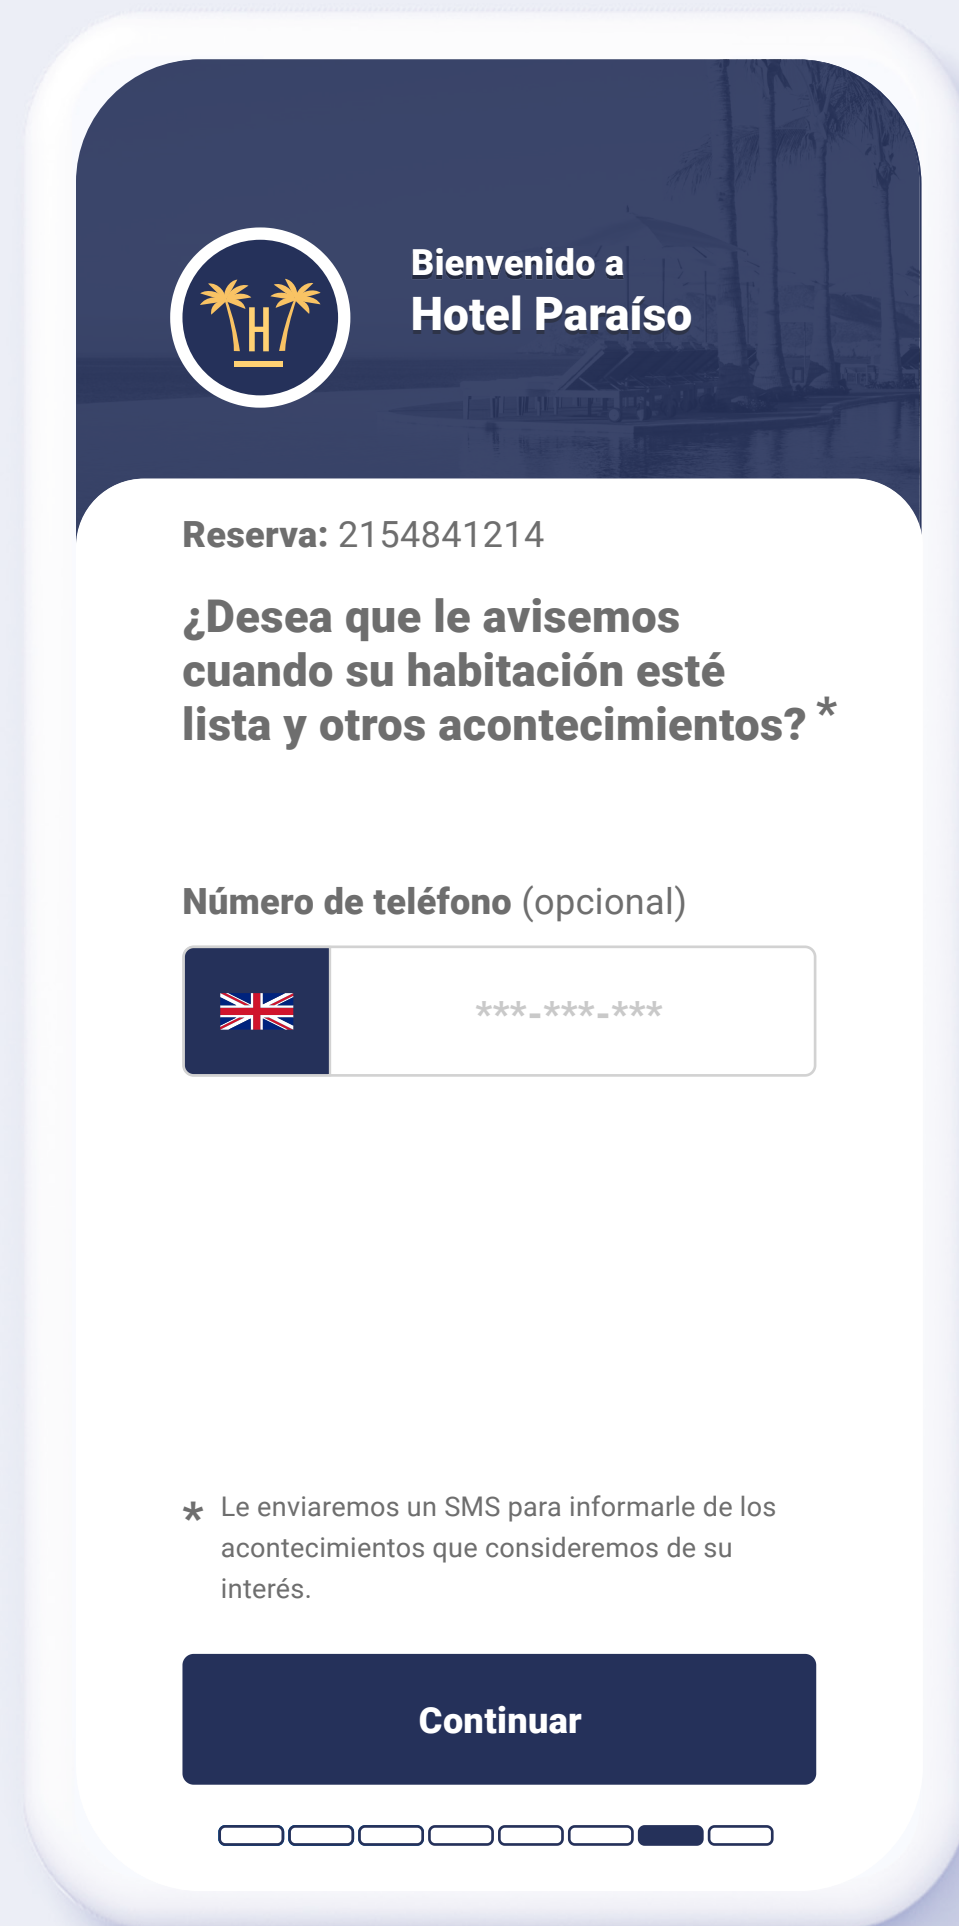 H
Bienvenido a
Hotel Paraíso
Reserva: 2154841214
¿Desea que le avisemos
cuando su habitación esté
lista y otros acontecimientos? *
Número de teléfono (opcional)
***-***-***
* Le enviaremos un SMS para informarle de los
acontecimientos que consideremos de su
interés.
Continuar